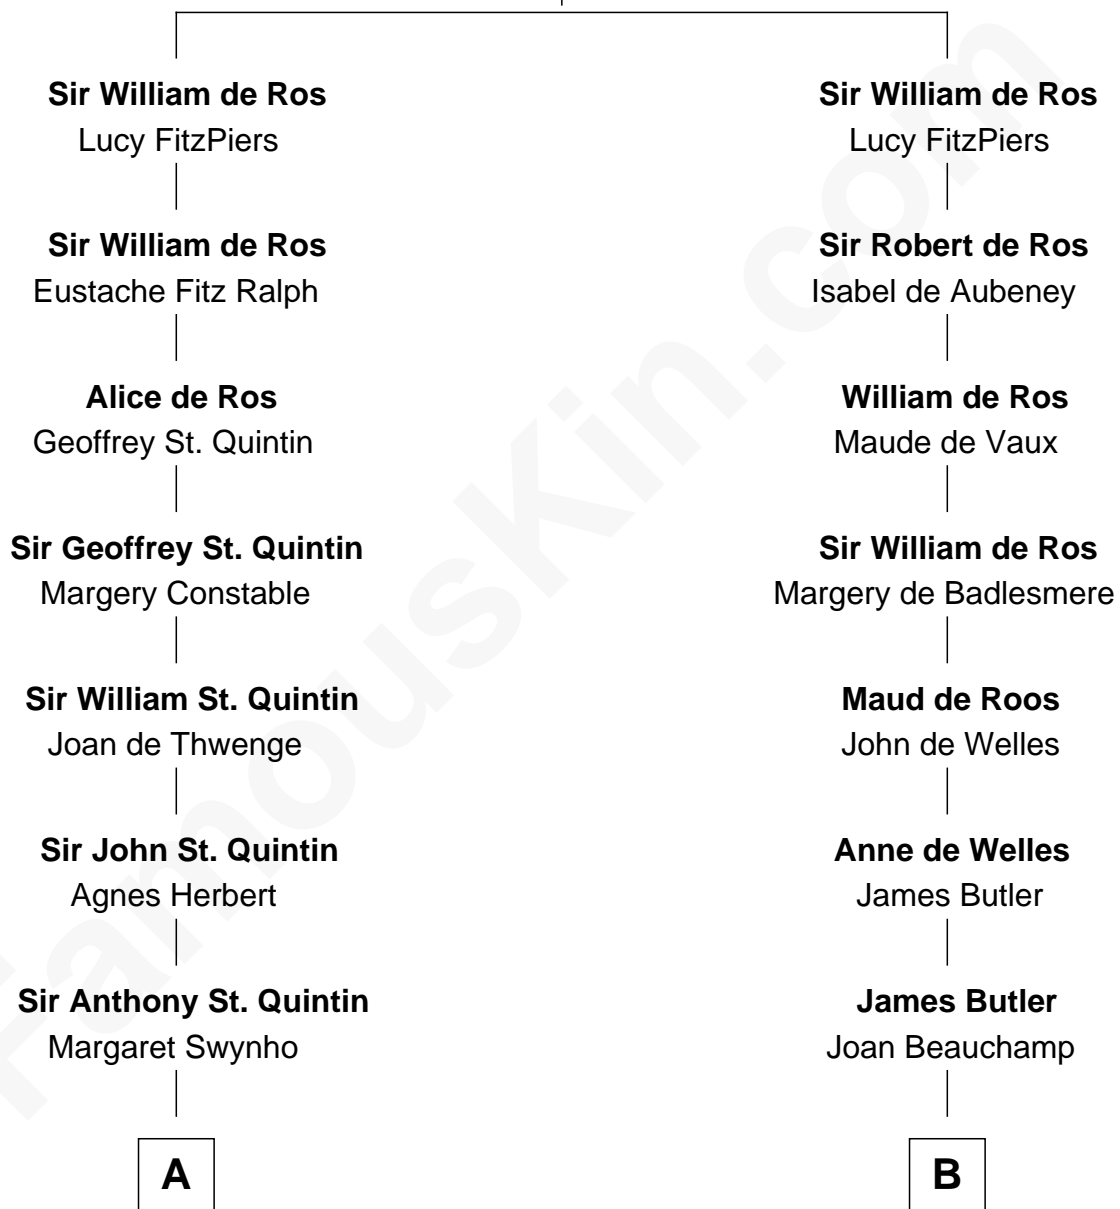 Sir William de Ros
Lucy FitzPiers
Sir William de Ros
Eustache Fitz Ralph
Alice de Ros
Geoffrey St. Quintin
Sir Geoffrey St. Quintin
Margery Constable
Sir William St. Quintin
Joan de Thwenge
Sir John St. Quintin
Agnes Herbert
Sir Anthony St. Quintin
Margaret Swynho
A
Sir William de Ros
Lucy FitzPiers
Sir Robert de Ros
Isabel de Aubeney
William de Ros
Maude de Vaux
Sir William de Ros
Margery de Badlesmere
Maud de Roos
John de Welles
Anne de Welles
James Butler
James Butler
Joan Beauchamp
B
FamousKin.com